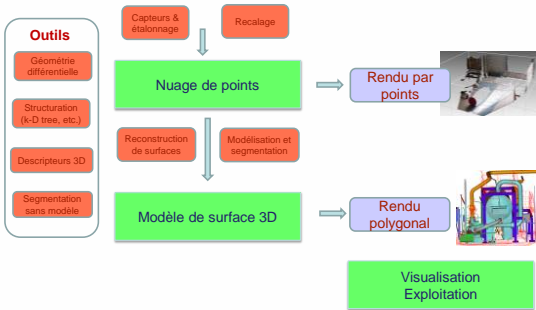 Outils
Géométrie
différentielle
Structuration
(k-D tree, etc.)
Descripteurs 3D
Segmentation
sans modèle
Capteurs &
étalonnage
Recalage
Nuage de points
Rendu par
points
Reconstruction
de surfaces
Modélisation et
segmentation
Modèle de surface 3D
Rendu
polygonal
Visualisation
Exploitation